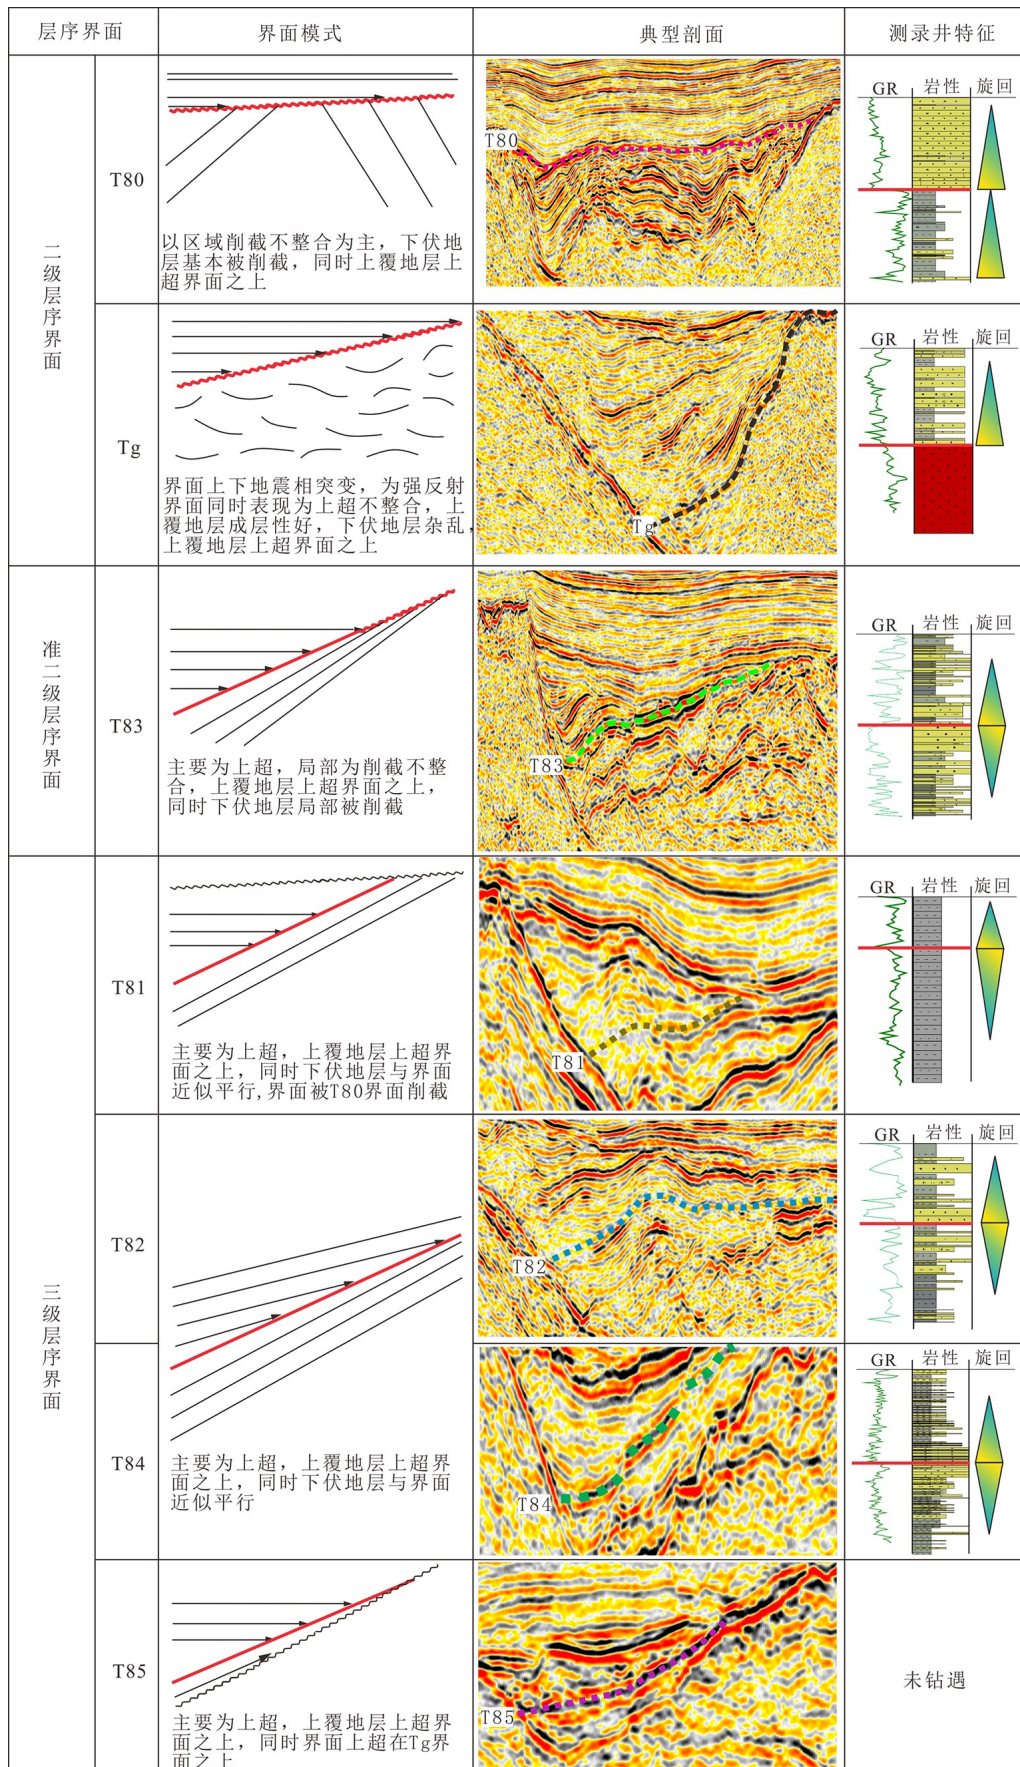 层序界面 界面模式 典型剖面 测录井特征
二级层序界面
T80
以区域削截不整合为主，下伏地
层基本被削截，同时上覆地层上
超界面之上
T80
GR 岩性 旋回
Tg
界面上下地震相突变，为强反射
界面同时表现为上超不整合，上
覆地层成层性好，下伏地层杂乱，
上覆地层上超界面之上
Tg
GR 岩性 旋回
准二级层序界面
T83
主要为上超，局部为削截不整
合，上覆地层上超界面之上，
同时下伏地层局部被削截
T83
GR 岩性 旋回
三级层序界面
T81
主要为上超，上覆地层上超界
面之上，同时下伏地层与界面
近似平行,界面被T80界面削截
T81
GR 岩性 旋回
T82
T82
GR 岩性 旋回
T84
主要为上超，上覆地层上超界
面之上，同时下伏地层与界面
近似平行
T84
GR 岩性 旋回
T85
主要为上超，上覆地层上超界
面之上，同时界面上超在Tg界
面之上
T85
未钻遇